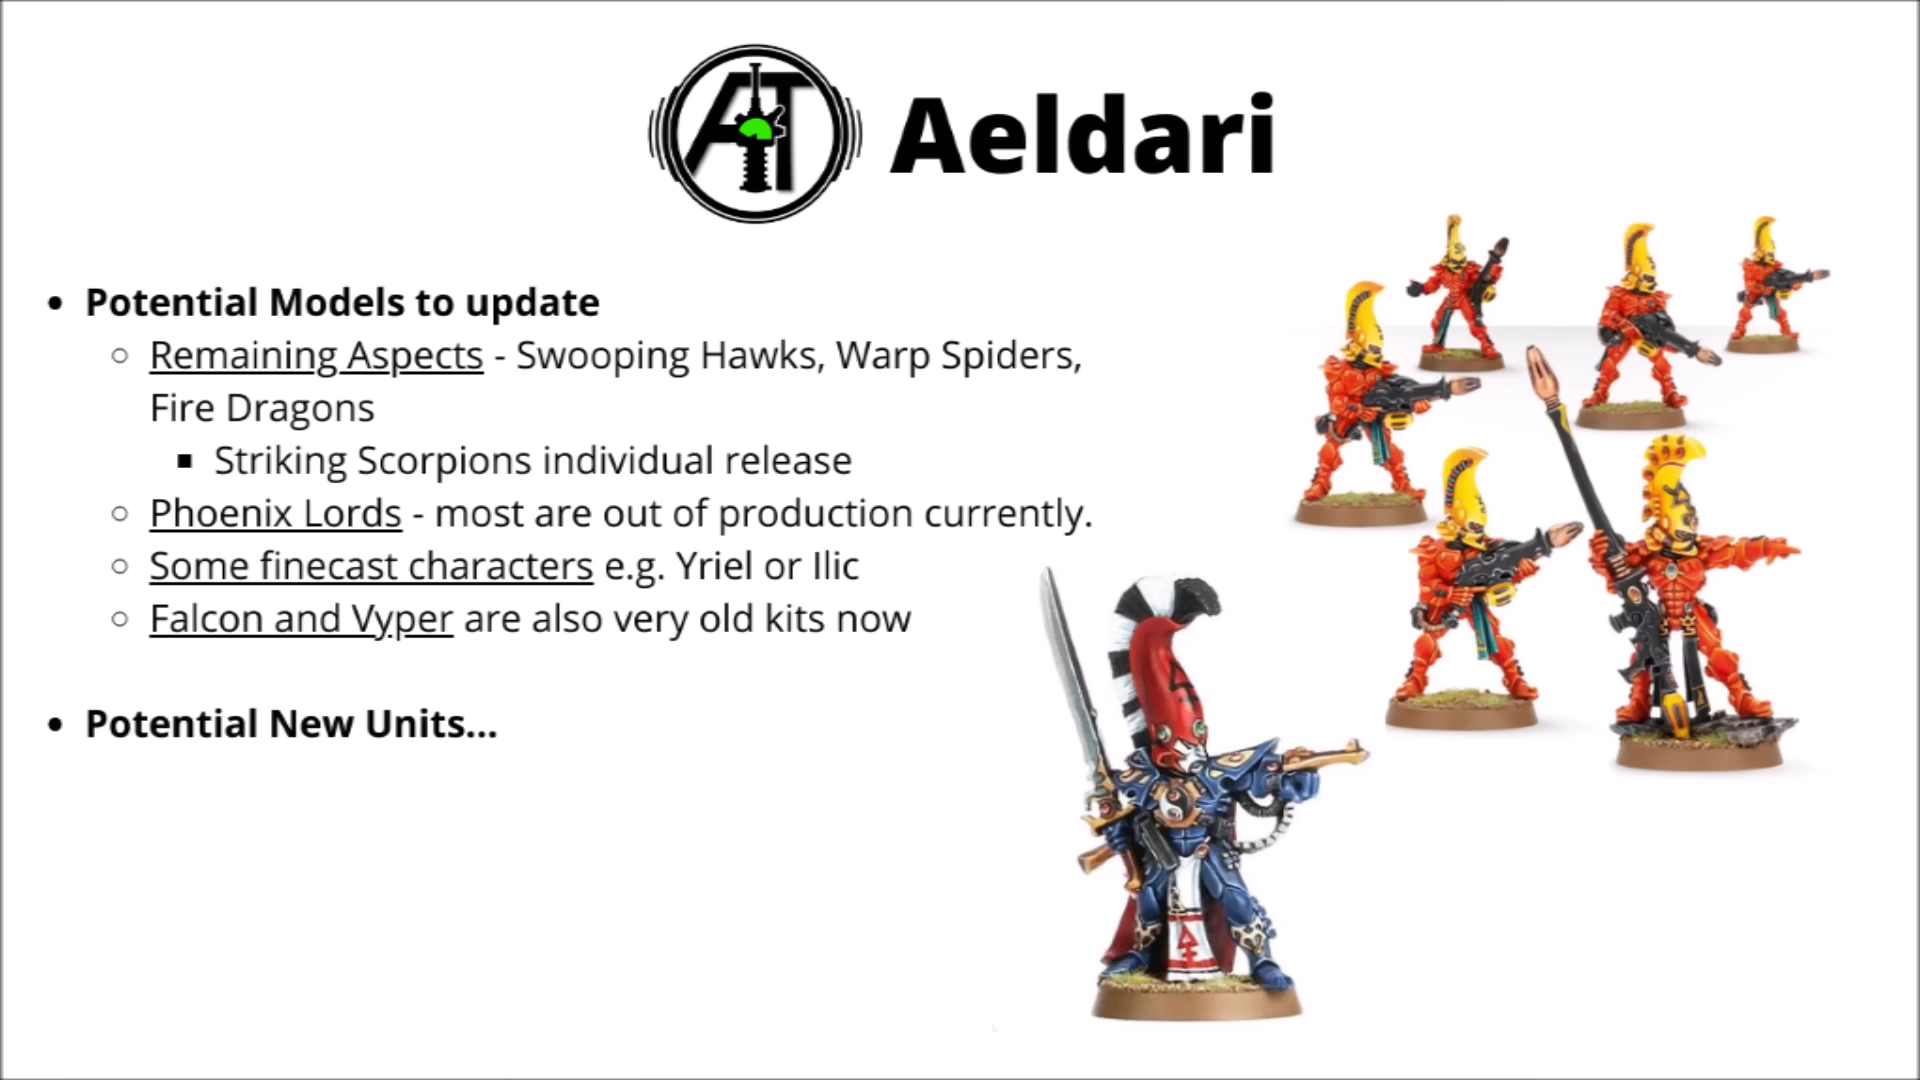 AT
Aeldari
Potential Models to update
Remaining Aspects - Swooping Hawks, Warp Spiders,
Fire Dragons
Striking Scorpions individual release
Phoenix Lords - most are out of production currently.
Some finecast characters e.g. Yriel or Ilic
Falcon and Vyper are also very old kits now
Potential New Units...